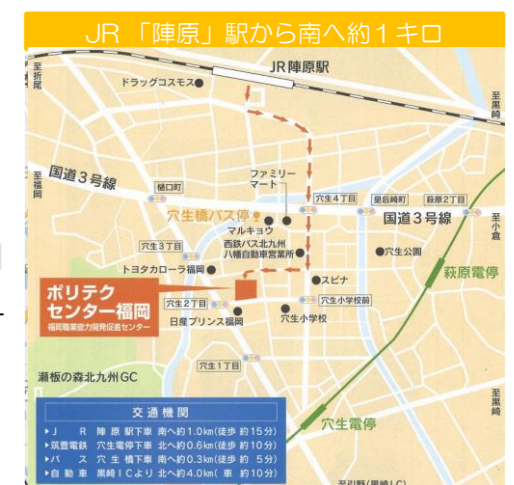 JR 「陣原」駅から南へ約１キロ
JR陣原駅
至折尾
ドラッグコスモス
至黒崎
国道3号線
至福岡
樋口町
ファミリー
マート
穴生橋バス停
穴生4丁目
皇后崎町
萩原2丁目
国道3号線
至小倉
マルキョウ
西鉄バス北九州
八幡自動車営業所
穴生3丁目
穴生公園
トヨタカローラ福岡
スピナ
萩原電停
ポリテク
センター福岡
福岡職業能力開発促進センター
穴生2丁目
日産プリンス福岡
穴生小学校前
穴生小学校
穴生1丁目
瀬板の森北九州GC
至黒崎
穴生電停
交通機関
▶J R 陣原駅下車 南へ約1.0km(徒歩 約15分)
▶筑豊電鉄 穴生電停下車 北へ約0.6km(徒歩 約10分)
▶バス 穴生橋下車 南へ約0.3km(徒歩 約5分)
▶自動車 黒崎ICより 北へ約4.0km(車 約10分)
至引野(黒崎IC)